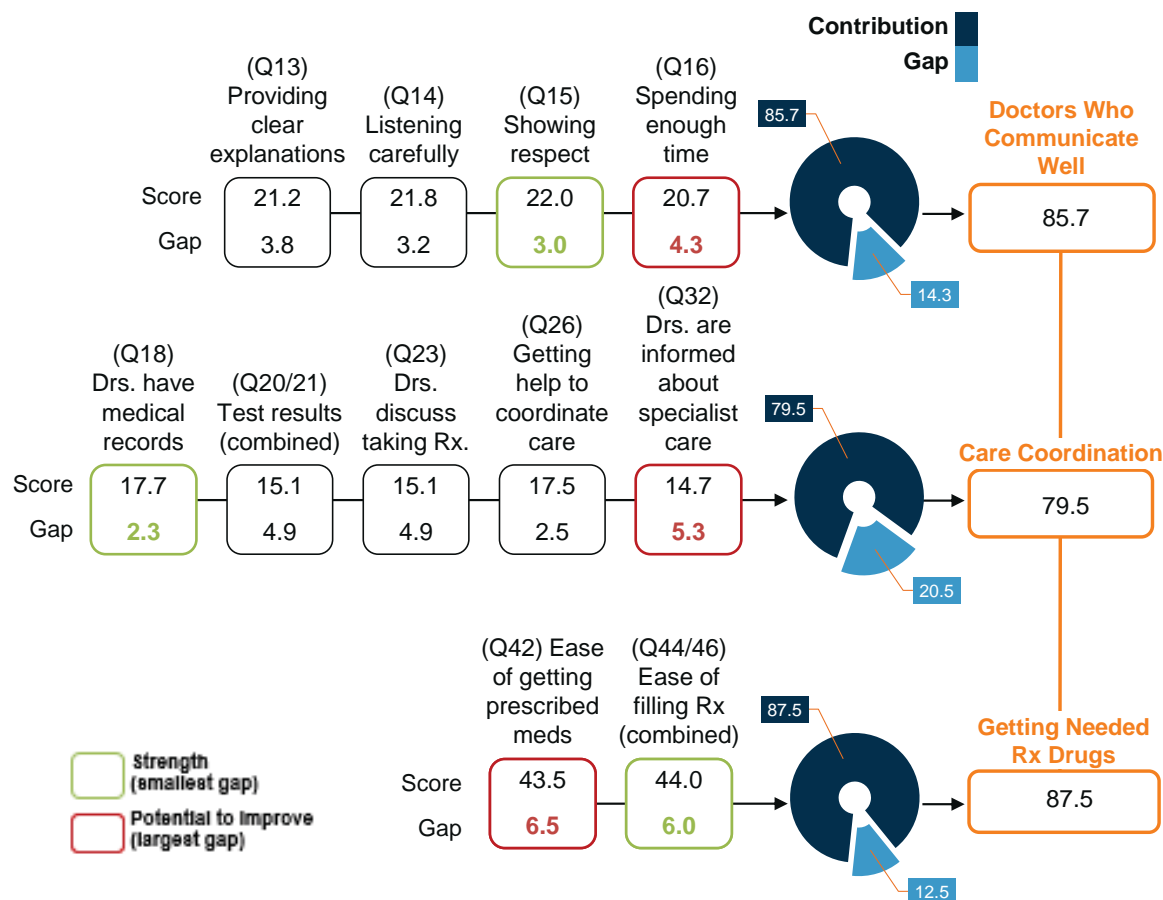 Contribution
Gap
(Q13)
Providing
clear
explanations
(Q14)
Listening
carefully
(Q15)
Showing
respect
(Q16)
Spending
enough
time
Score
21.2
21.8
22.0
20.7
Gap
3.8
3.2
3.0
4.3
85.7
14.3
Doctors Who
Communicate
Well
85.7
(Q18)
Drs. have
medical
records
(Q20/21)
Test results
(combined)
(Q23)
Drs.
discuss
taking Rx.
(Q26)
Getting
help to
coordinate
care
(Q32)
Drs. are
informed
about
specialist
care
Score
17.7
15.1
15.1
17.5
14.7
Gap
2.3
4.9
4.9
2.5
5.3
79.5
20.5
Care Coordination
79.5
(Q42) Ease
of getting
prescribed
meds
(Q44/46)
Ease of
filling Rx
(combined)
Score
43.5
44.0
Gap
6.5
6.0
87.5
12.5
Getting Needed
Rx Drugs
87.5
Strength
(smallest gap)
Potential to improve
(largest gap)